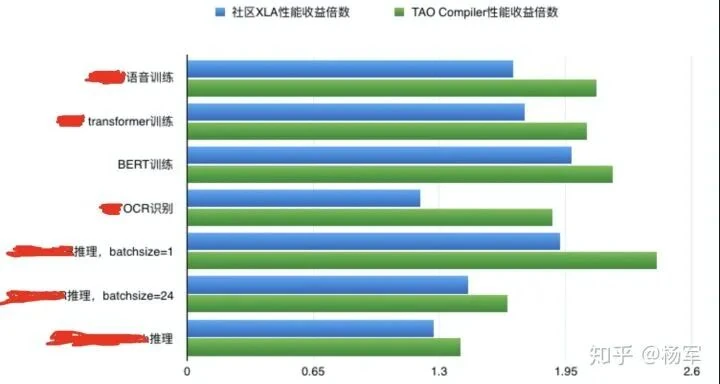 社区XLA性能收益倍数 TAO Compiler性能收益倍数
语音训练
transformer训练
BERT训练
OCR识别
推理，batchsize=1
R推理，batchsize=24
推理
0 0.65 1.3 1.95 2.6
知乎 @杨军